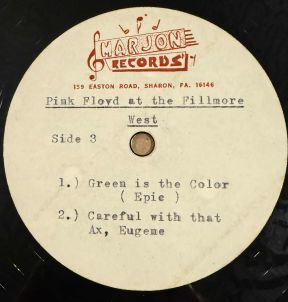 MARJON
RECORDS
159 EASTON ROAD, SHARON, PA. 16146
Pink Floyd at the Fillmore
West
Side 3
1.) Green is the Color
( Epic )
2.) Careful with that
Ax, Eugene